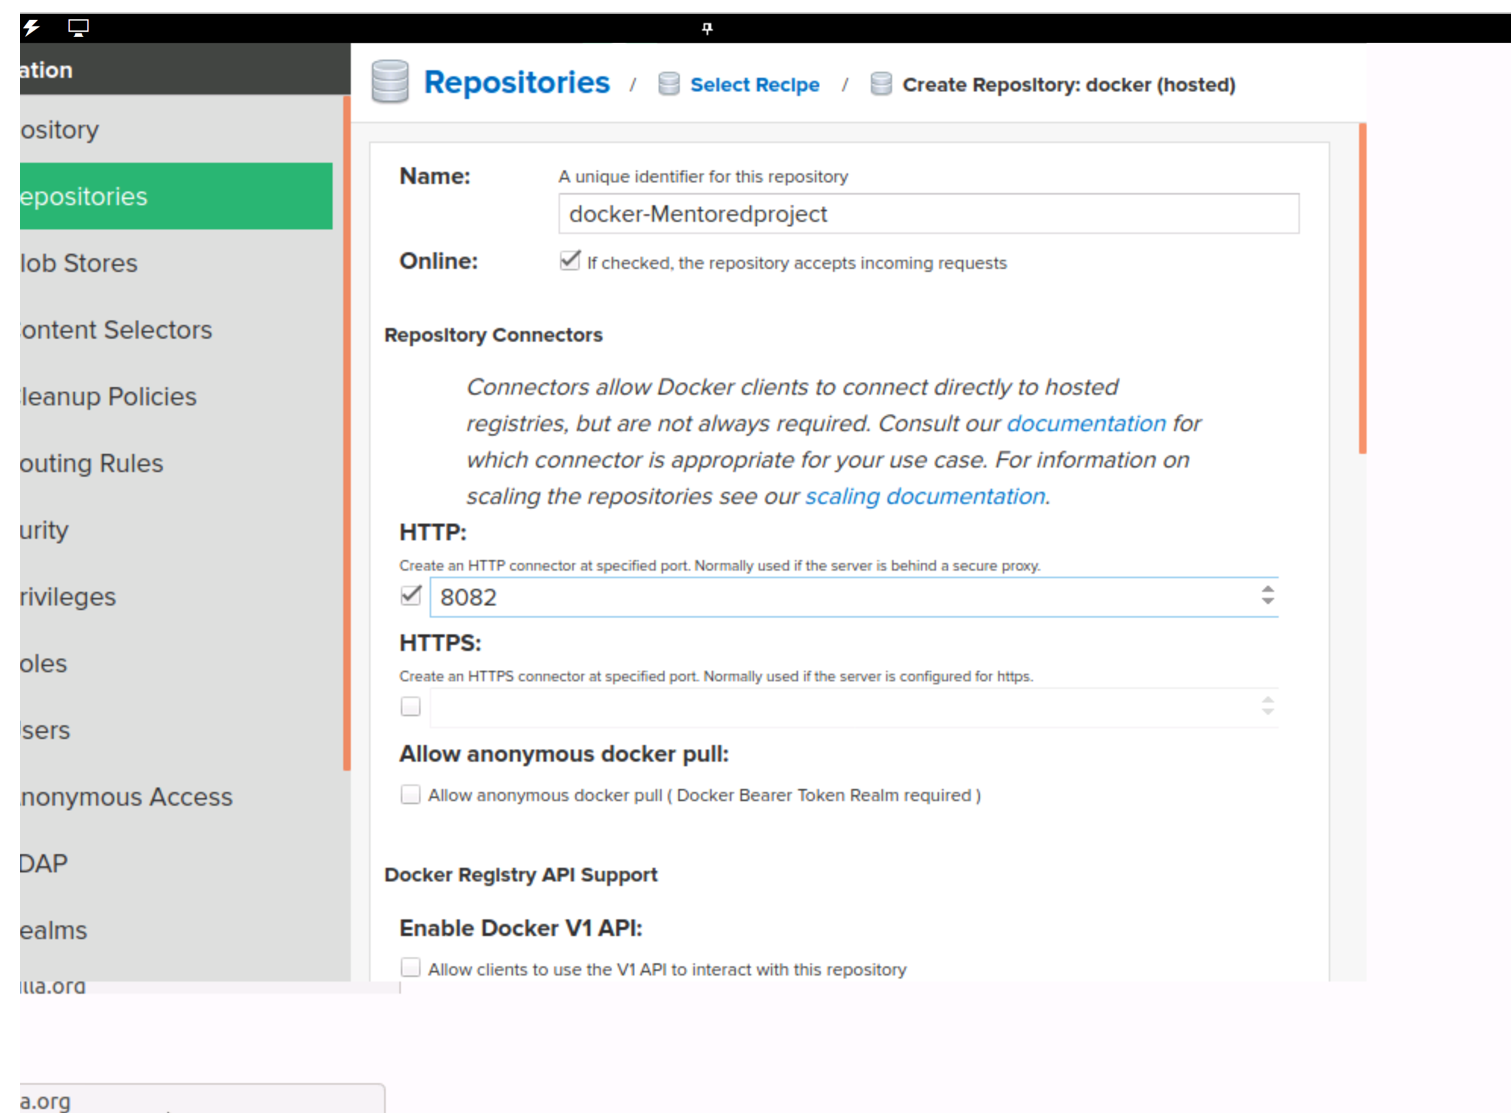 ation
Repositories / Select Recipe / Create Repository: docker (hosted)
ository
epositories
lob Stores
ontent Selectors
leanup Policies
outing Rules
urity
rivileges
oles
sers
nonymous Access
DAP
ealms
illa.org
a.org
Name: A unique identifier for this repository
docker-Mentoredproject
Online: If checked, the repository accepts incoming requests
Repository Connectors
Connectors allow Docker clients to connect directly to hosted
registries, but are not always required. Consult our documentation for
which connector is appropriate for your use case. For information on
scaling the repositories see our scaling documentation.
HTTP:
Create an HTTP connector at specified port. Normally used if the server is behind a secure proxy.
8082
HTTPS:
Create an HTTPS connector at specified port. Normally used if the server is configured for https.
Allow anonymous docker pull:
Allow anonymous docker pull ( Docker Bearer Token Realm required )
Docker Registry API Support
Enable Docker V1 API:
Allow clients to use the V1 API to interact with this repository